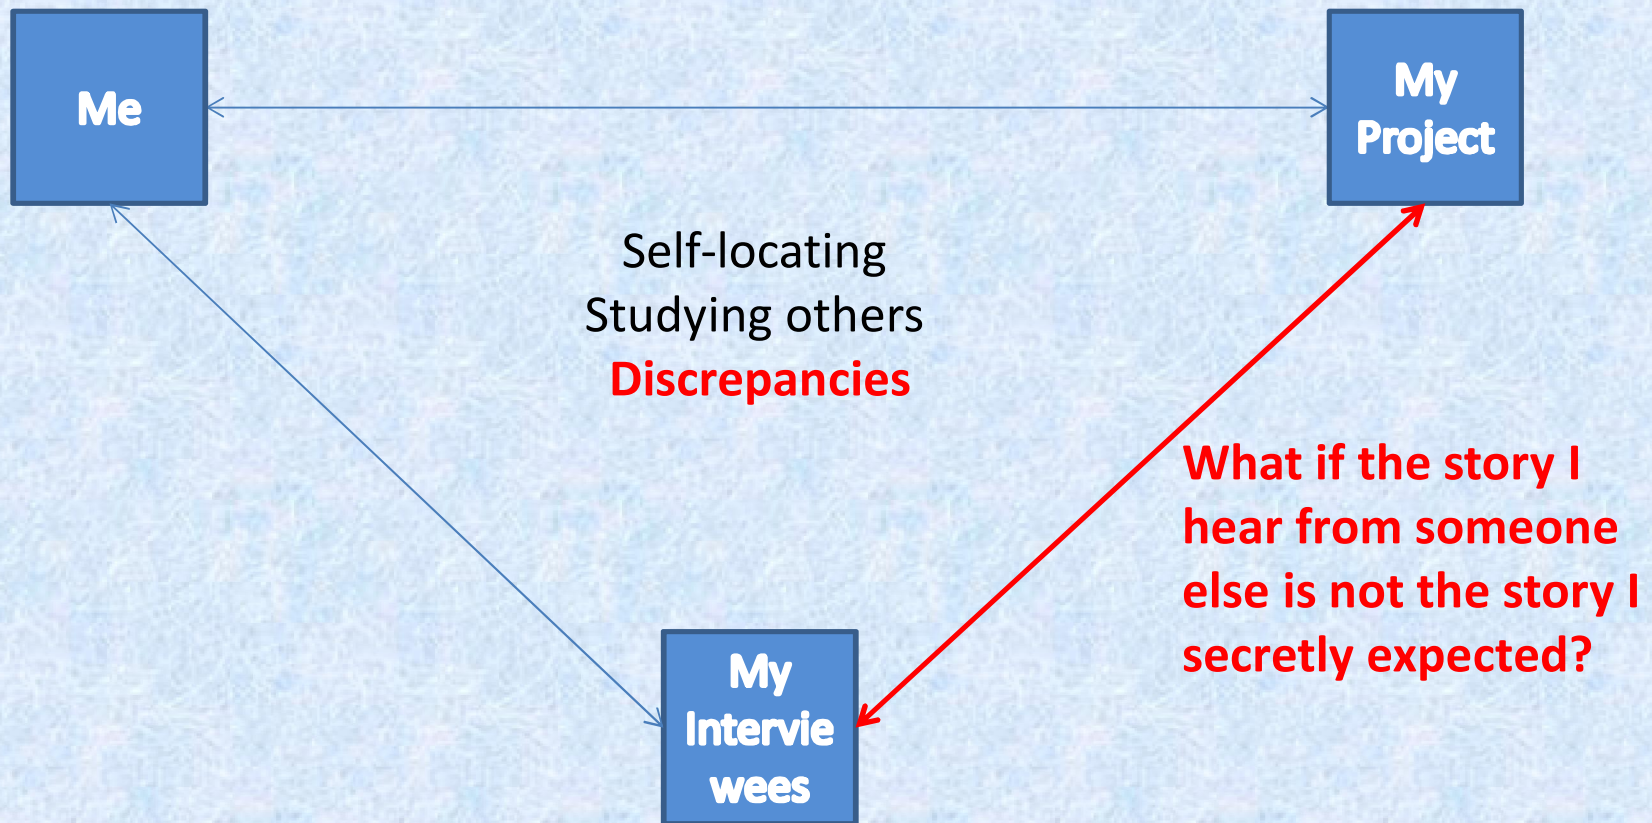 Me
My
Project
Self-locating
Studying others
Discrepancies
What if the story I
hear from someone
else is not the story I
secretly expected?
My
Intervie
wees